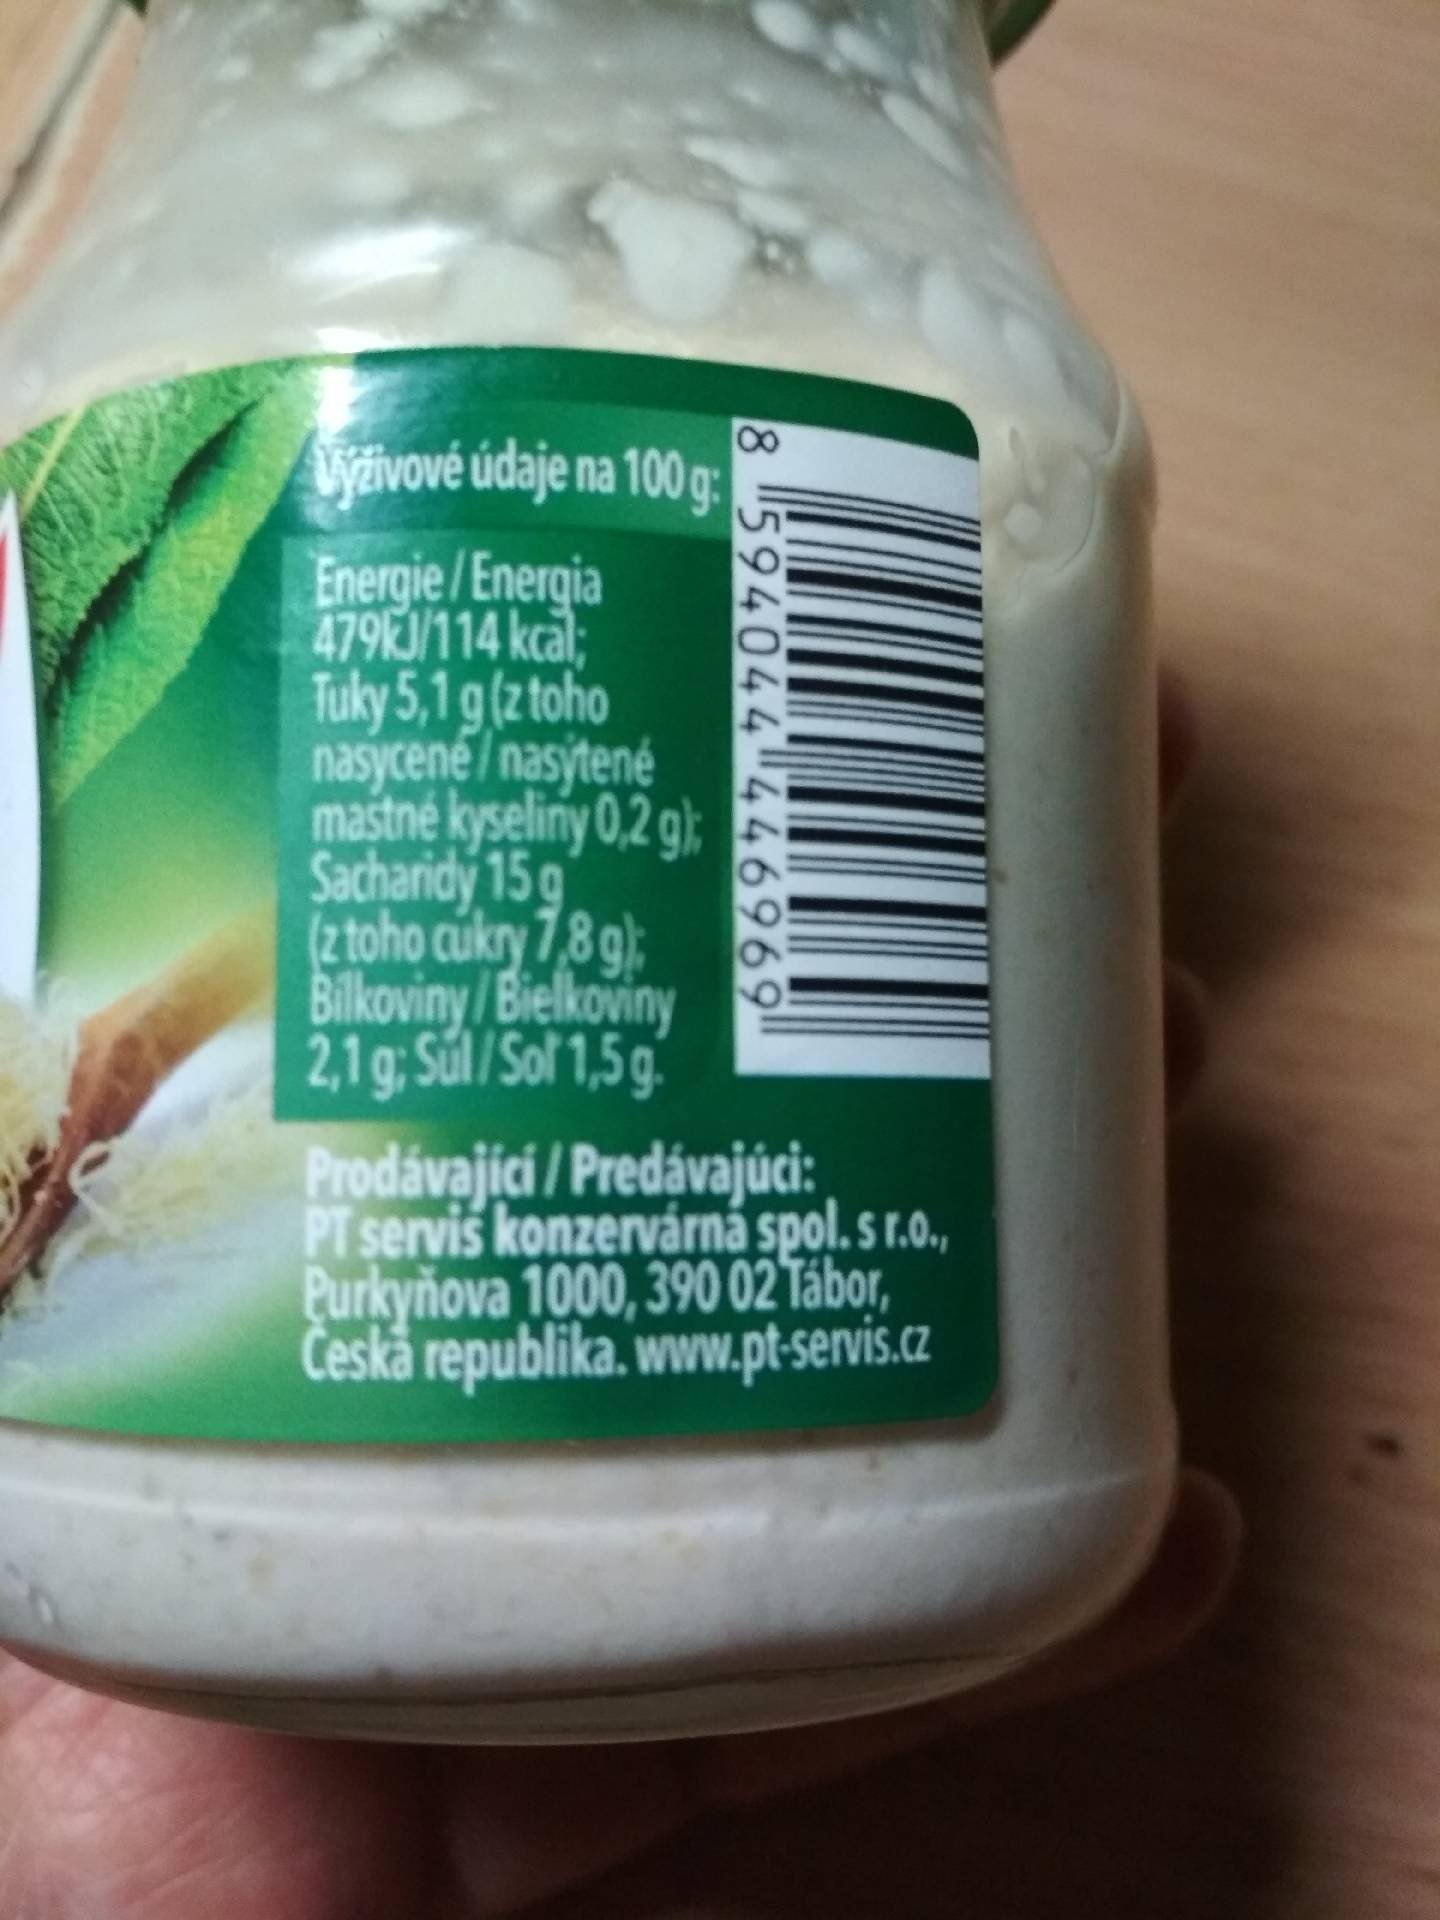 Výživové údaje na 100 g:
Energie / Energia
479kJ/114 kcal;
Tuky 5,1 g (z toho
nasycené / nasýtené
mastné kyseliny 0,2 g);
Sacharidy 15 g
(z toho cukry 7,8 g);
Bílkoviny / Bielkoviny
2,1 g; Sůl / Soľ 1,5 g.
8 594044 446969
Prodávající / Predávajúci:
PT servis konzervárna spol. s r.o.,
Purkyňova 1000, 390 02 Tábor,
Česká republika. www.pt-servis.cz